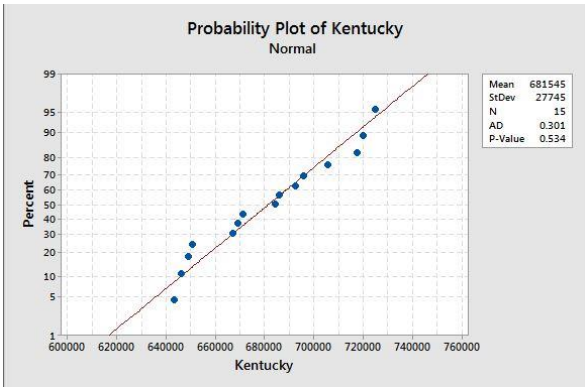 Probability Plot of Kentucky
Normal
99
95
90
80
70
60
50
40
30
20
10
5
1
Percent
600000 620000 640000 660000 680000 700000 720000 740000 760000
Kentucky
Mean 681545
StDev 27745
N 15
AD 0.301
P-Value 0.534